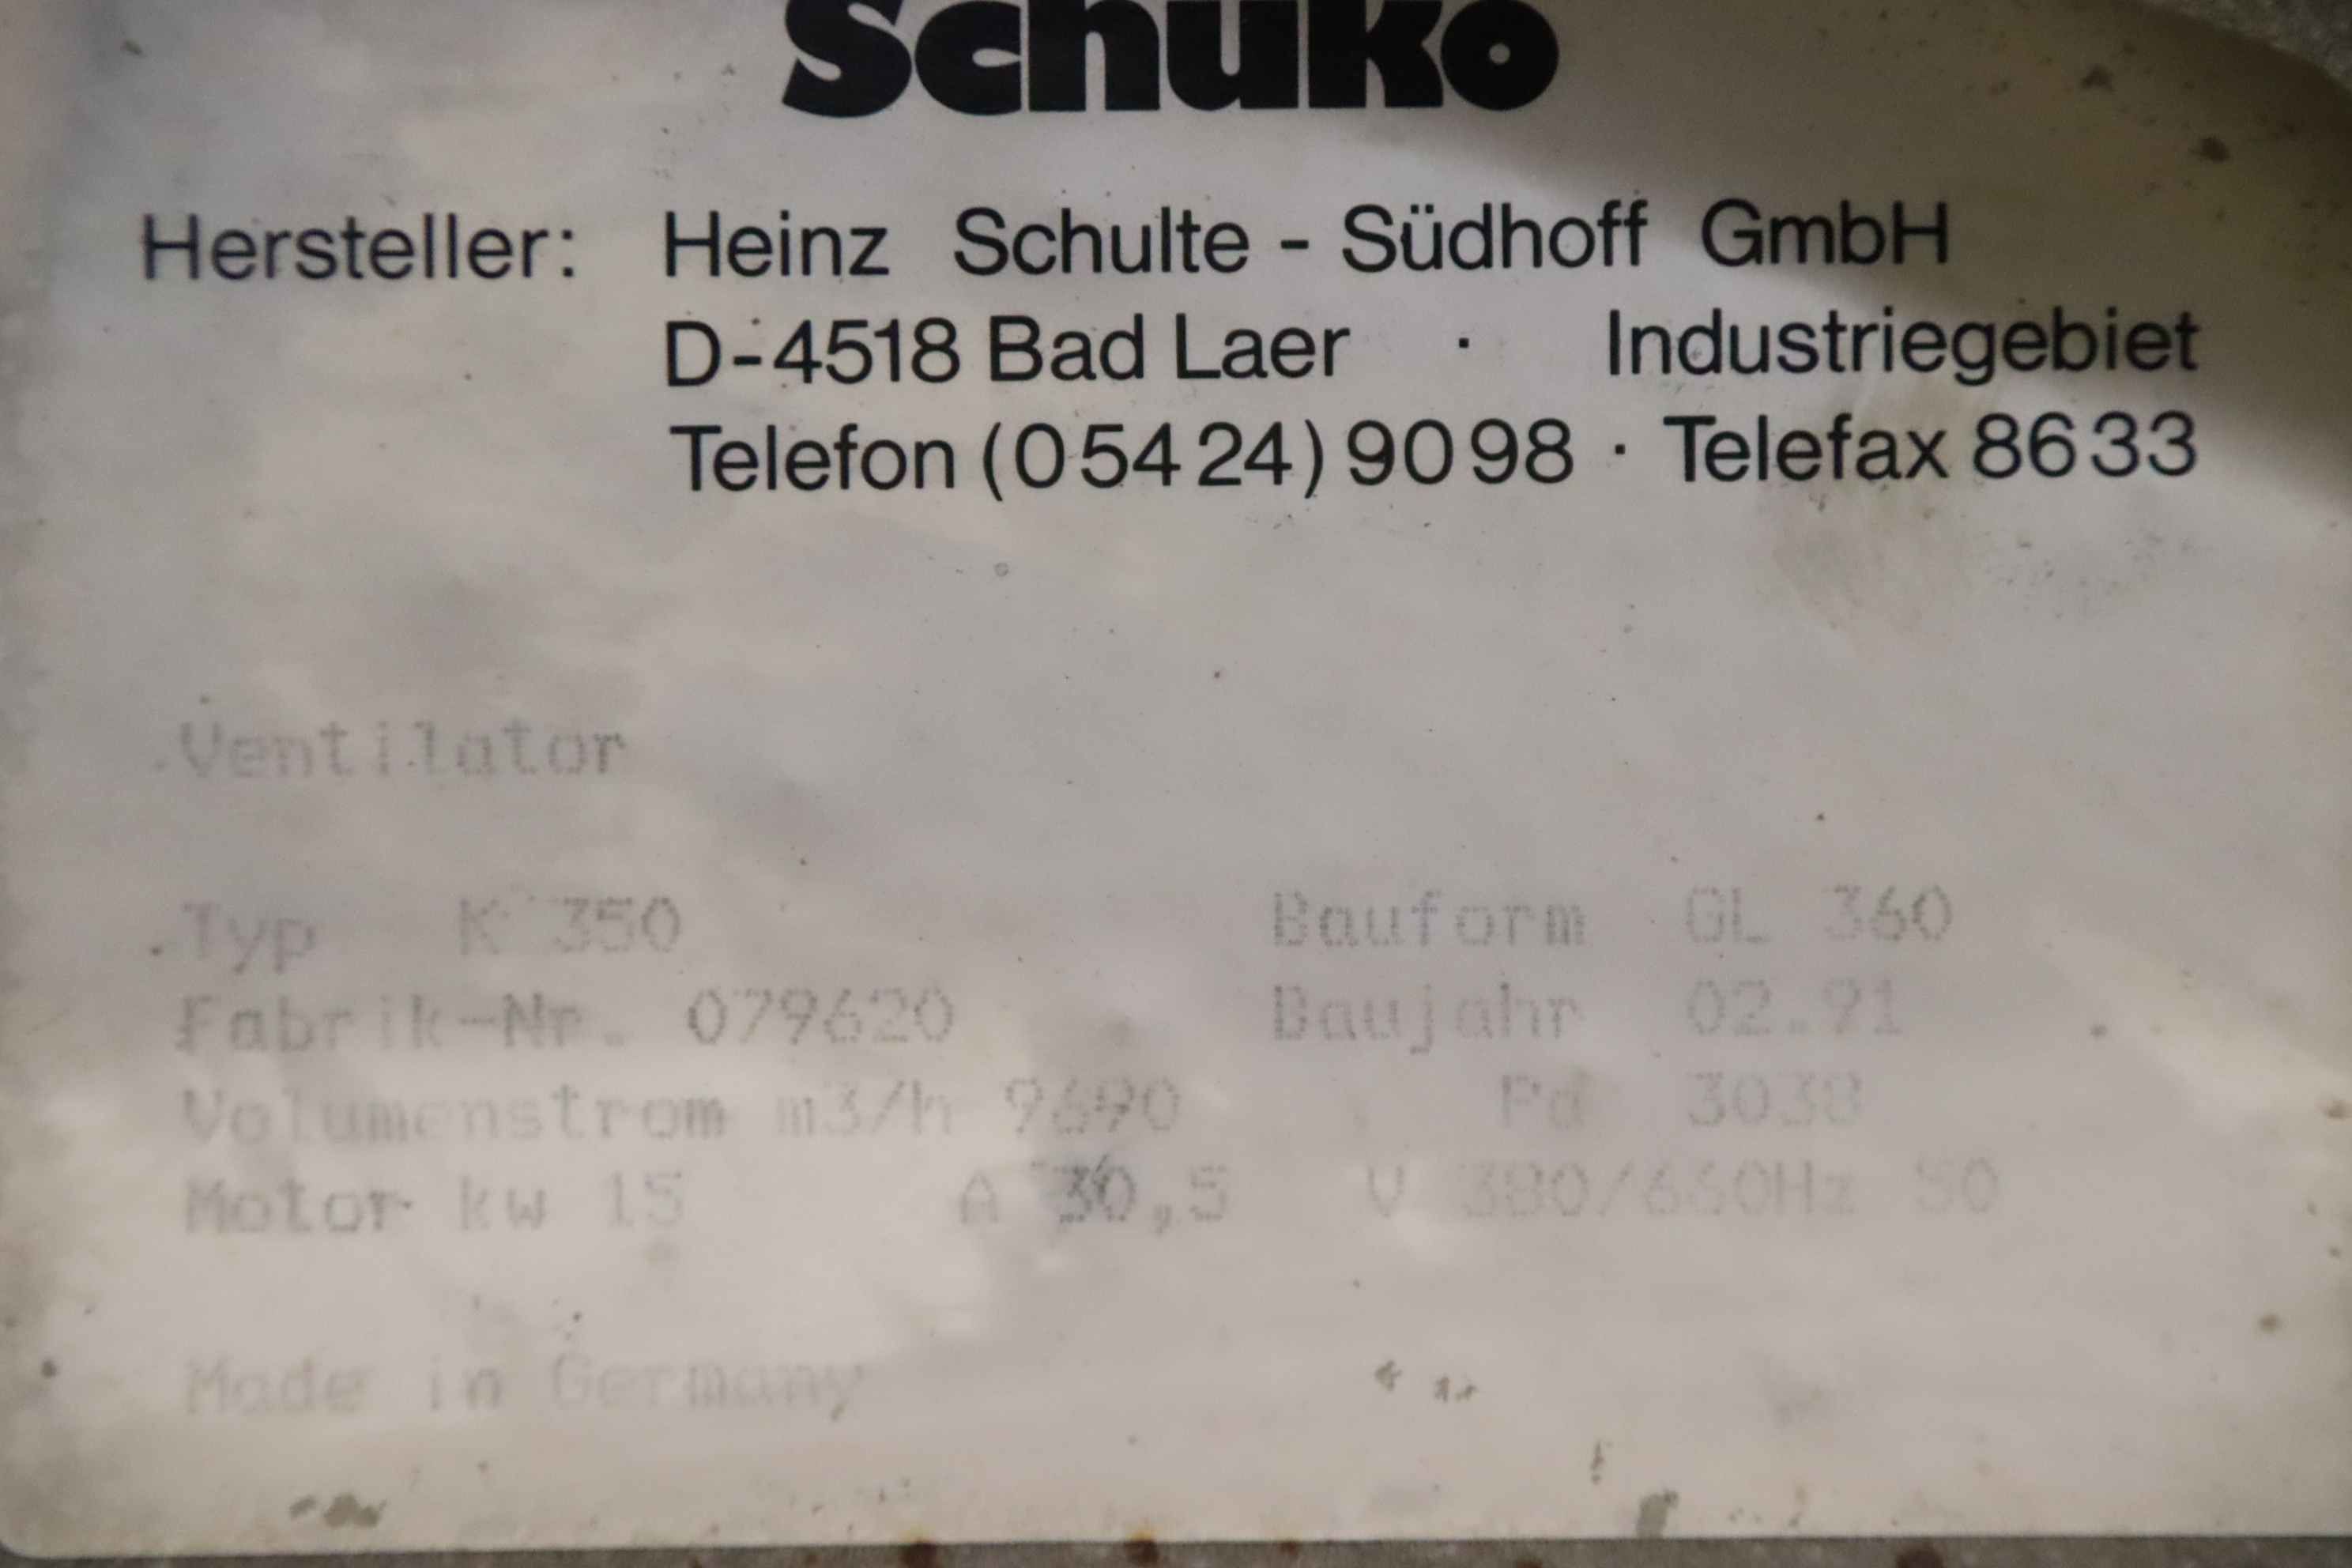 Schuko
Hersteller: Heinz Schulte - Südhoff GmbH
D-4518 Bad Laer · Industriegebiet
Telefon (05424) 9098 · Telefax 8633
Ventilator
Typ K 350 Bauform GL 360
Fabrik-Nr. 079620 Baujahr 02.91
Volumenstrom m3/h 9690 Pd 3038
Motor kw 15 A 30,5 V 380/660Hz 50
Made in Germany